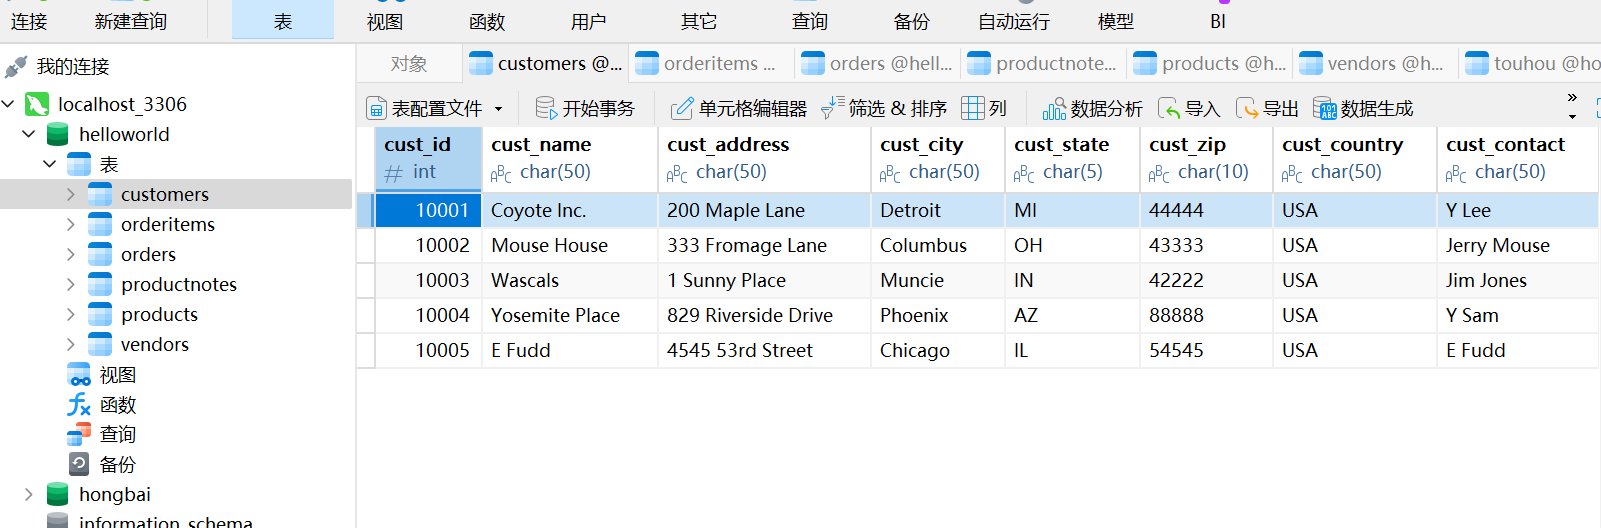 连接 新建查询 表 视图 函数 用户 其它 查询 备份 自动运行 模型 BI
我的连接
localhost_3306
helloworld
表
customers
orderitems
orders
productnotes
products
vendors
视图
函数
查询
备份
hongbai
information_schema
对象 customers @... orderitems ... orders @hell... productnote... products @h... vendors @h... touhou @ho
表配置文件 开始事务 单元格编辑器 筛选 & 排序 列 数据分析 导入 导出 数据生成 »
cust_id cust_name cust_address cust_city cust_state cust_zip cust_country cust_contact
# int ABC char(50) ABC char(50) ABC char(50) ABC char(5) ABC char(10) ABC char(50) ABC char(50)
10001 Coyote Inc. 200 Maple Lane Detroit MI 44444 USA Y Lee
10002 Mouse House 333 Fromage Lane Columbus OH 43333 USA Jerry Mouse
10003 Wascals 1 Sunny Place Muncie IN 42222 USA Jim Jones
10004 Yosemite Place 829 Riverside Drive Phoenix AZ 88888 USA Y Sam
10005 E Fudd 4545 53rd Street Chicago IL 54545 USA E Fudd